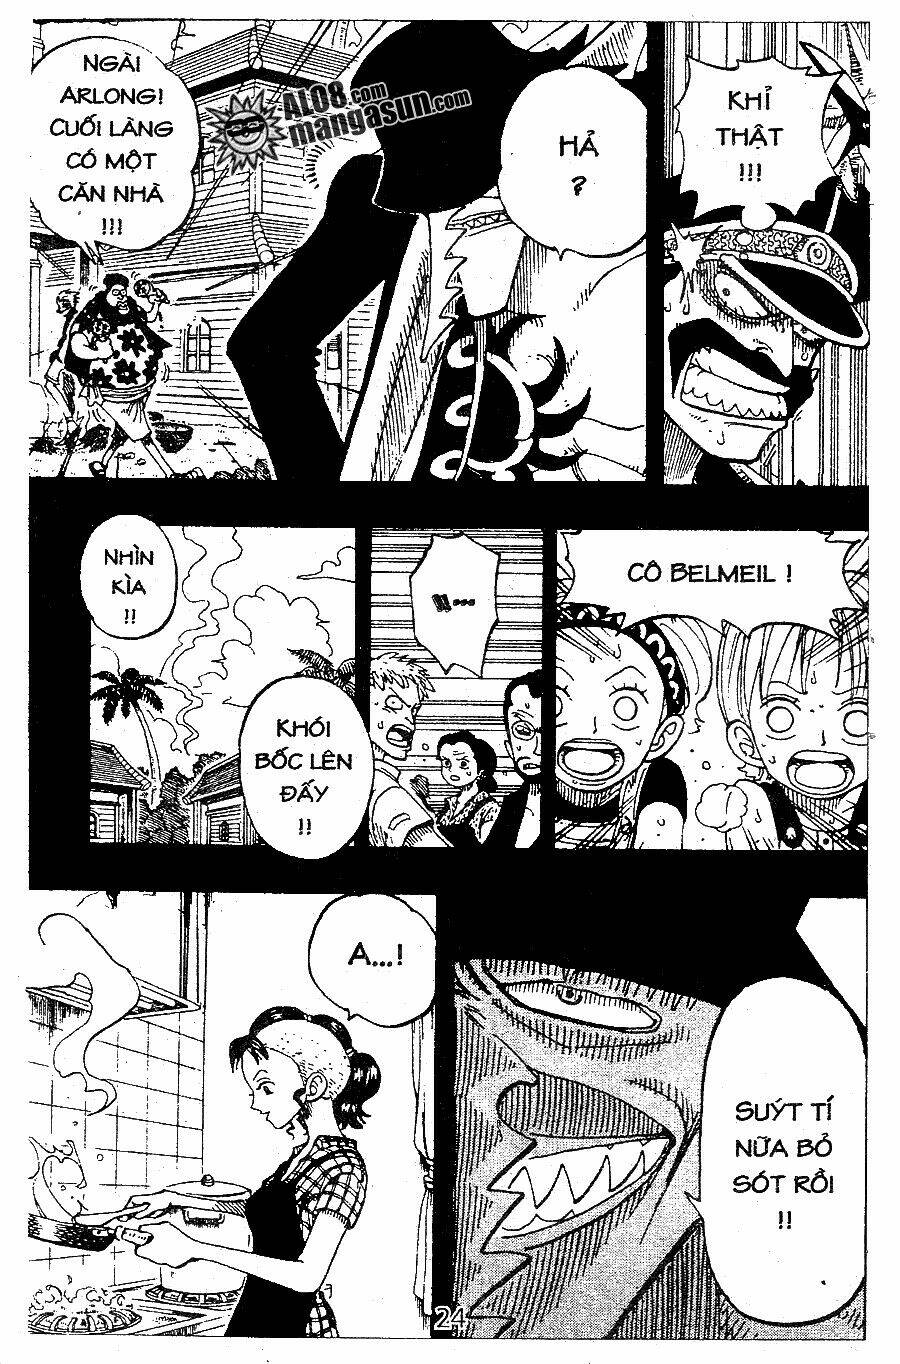 KHỈ
THẬT
!!!
HẢ
?
NGÀI
ARLONG!
CUỐI LÀNG
CÓ MỘT
CĂN NHÀ
!!!
A108.com
mangasun.com
CÔ BELMEIL !
NHÌN
KÌA
!!
KHÓI
BỐC LÊN
ĐẤY
!!
SUÝT TÍ
NỮA BỎ
SÓT RỒI
!!
A...!
24